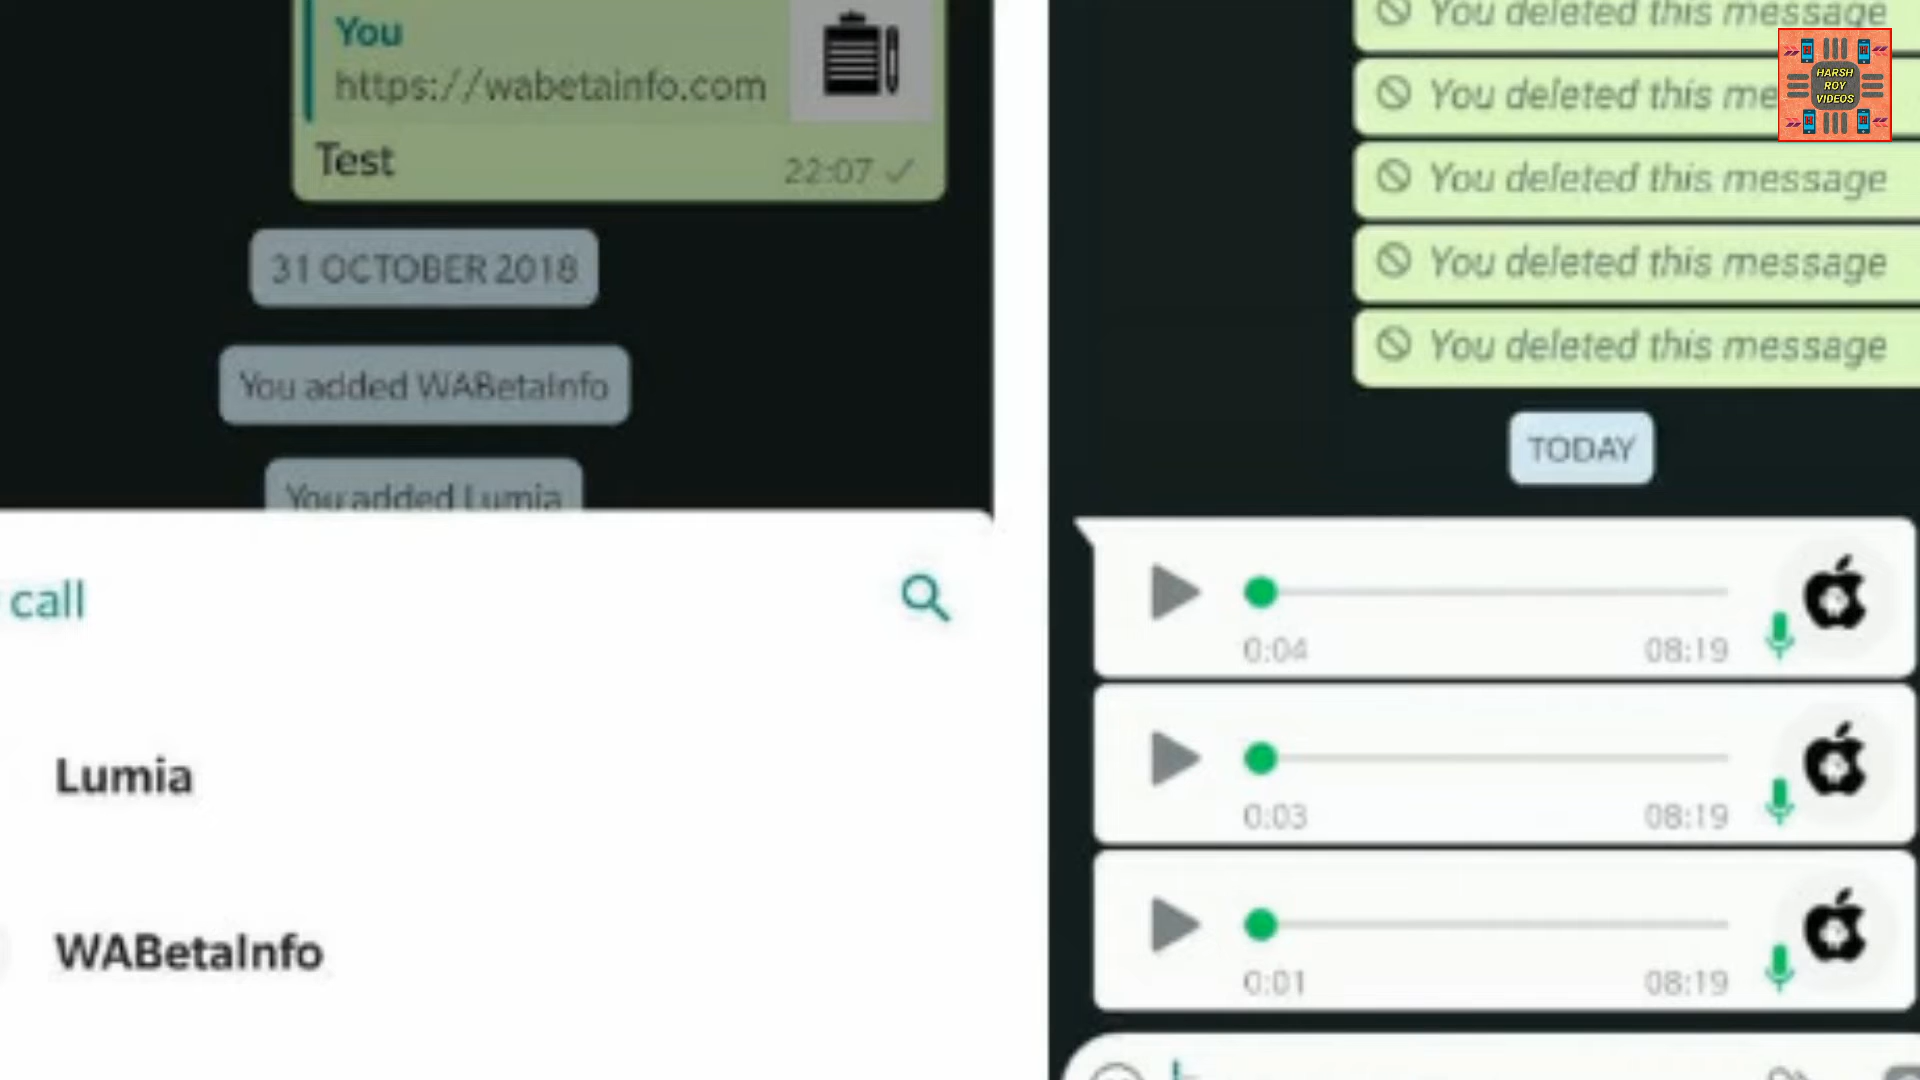 You
https://wabetainfo.com
Test
22:07
31 OCTOBER 2018
You added WABetaInfo
You added Lumia
call
Lumia
WABetaInfo
You deleted this message
You deleted this me
You deleted this message
You deleted this message
You deleted this message
TODAY
0:04 08:19
0:03 08:19
0:01 08:19
HARSH
ROY
VIDEOS